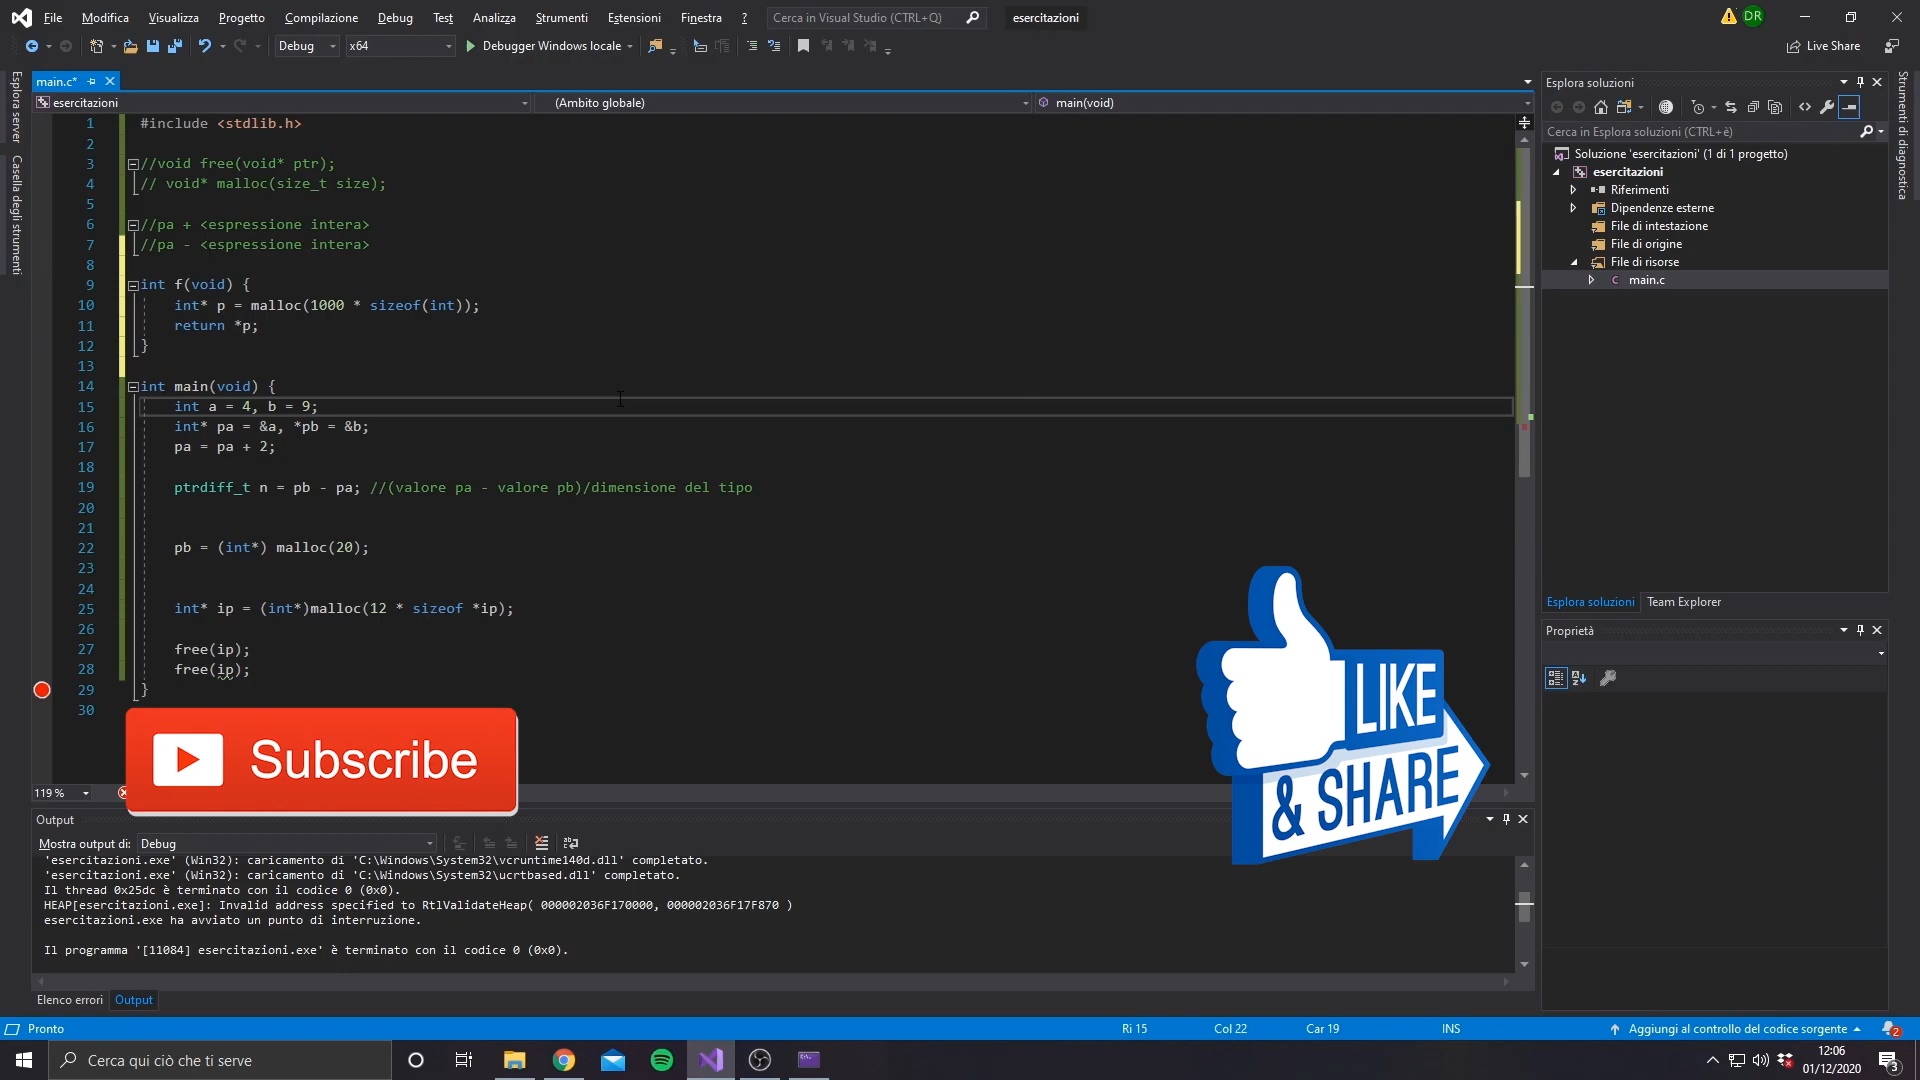 File Modifica Visualizza Progetto Compilazione Debug Test Analizza Strumenti Estensioni Finestra ? Cerca in Visual Studio (CTRL+Q) esercitazioni DR
Debug x64 Debugger Windows locale Live Share
Esplora server
Casella degli strumenti
main.c*
esercitazioni (Ambito globale) main(void)
1 #include <stdlib.h>
2
3 //void free(void* ptr);
4 // void* malloc(size_t size);
5
6 //pa + <espressione intera>
7 //pa - <espressione intera>
8
9 int f(void) {
10 int* p = malloc(1000 * sizeof(int));
11 return *p;
12 }
13
14 int main(void) {
15 int a = 4, b = 9;
16 int* pa = &a, *pb = &b;
17 pa = pa + 2;
18
19 ptrdiff_t n = pb - pa; //(valore pa - valore pb)/dimensione del tipo
20
21
22 pb = (int*) malloc(20);
23
24
25 int* ip = (int*)malloc(12 * sizeof *ip);
26
27 free(ip);
28 free(ip);
29 }
30
Subscribe
LIKE
& SHARE
119 %
Output
Mostra output di: Debug
'esercitazioni.exe' (Win32): caricamento di 'C:\Windows\System32\vcruntime140d.dll' completato.
'esercitazioni.exe' (Win32): caricamento di 'C:\Windows\System32\ucrtbased.dll' completato.
Il thread 0x25dc è terminato con il codice 0 (0x0).
HEAP[esercitazioni.exe]: Invalid address specified to RtlValidateHeap( 000002036F170000, 000002036F17F870 )
esercitazioni.exe ha avviato un punto di interruzione.
Il programma '[11084] esercitazioni.exe' è terminato con il codice 0 (0x0).
Elenco errori Output
Esplora soluzioni
Cerca in Esplora soluzioni (CTRL+è)
Soluzione 'esercitazioni' (1 di 1 progetto)
esercitazioni
Riferimenti
Dipendenze esterne
File di intestazione
File di origine
File di risorse
main.c
Esplora soluzioni Team Explorer
Proprietà
Strumenti di diagnostica
Pronto Ri 15 Col 22 Car 19 INS Aggiungi al controllo del codice sorgente 2
Cerca qui ciò che ti serve
12:06
01/12/2020
3